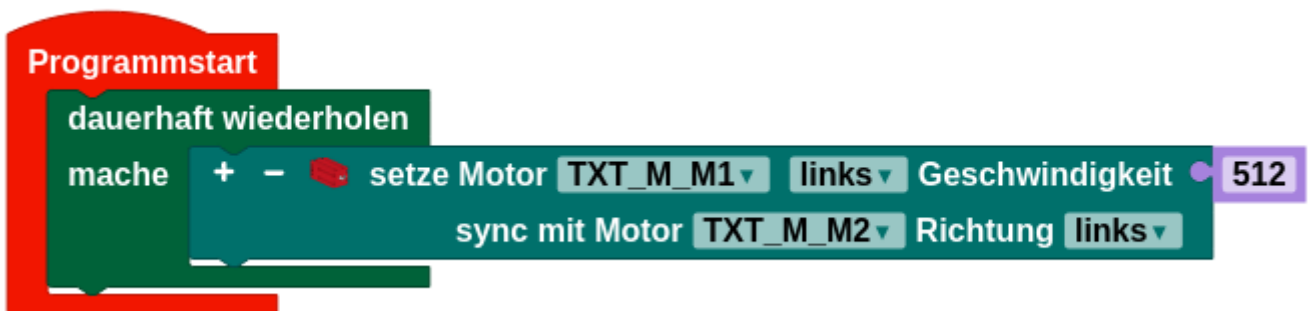 Programmstart
dauerhaft wiederholen
mache + - setze Motor TXT_M_M1 links Geschwindigkeit 512
sync mit Motor TXT_M_M2 Richtung links